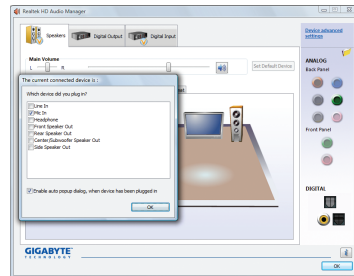 Realtek HD Audio Manager
Speakers
Digital Output
Digital Input
Device advanced
settings
Main Volume
L
R
Set Default Device
ANALOG
Back Panel
The current connected device is :
Which device did you plug in?
Line In
Mic In
Headphone
Front Speaker Out
Rear Speaker Out
Center/Subwoofer Speaker Out
Side Speaker Out
Front Panel
Enable auto popup dialog, when device has been plugged in
OK
DIGITAL
GIGABYTE
TECHNOLOGY
i
OK